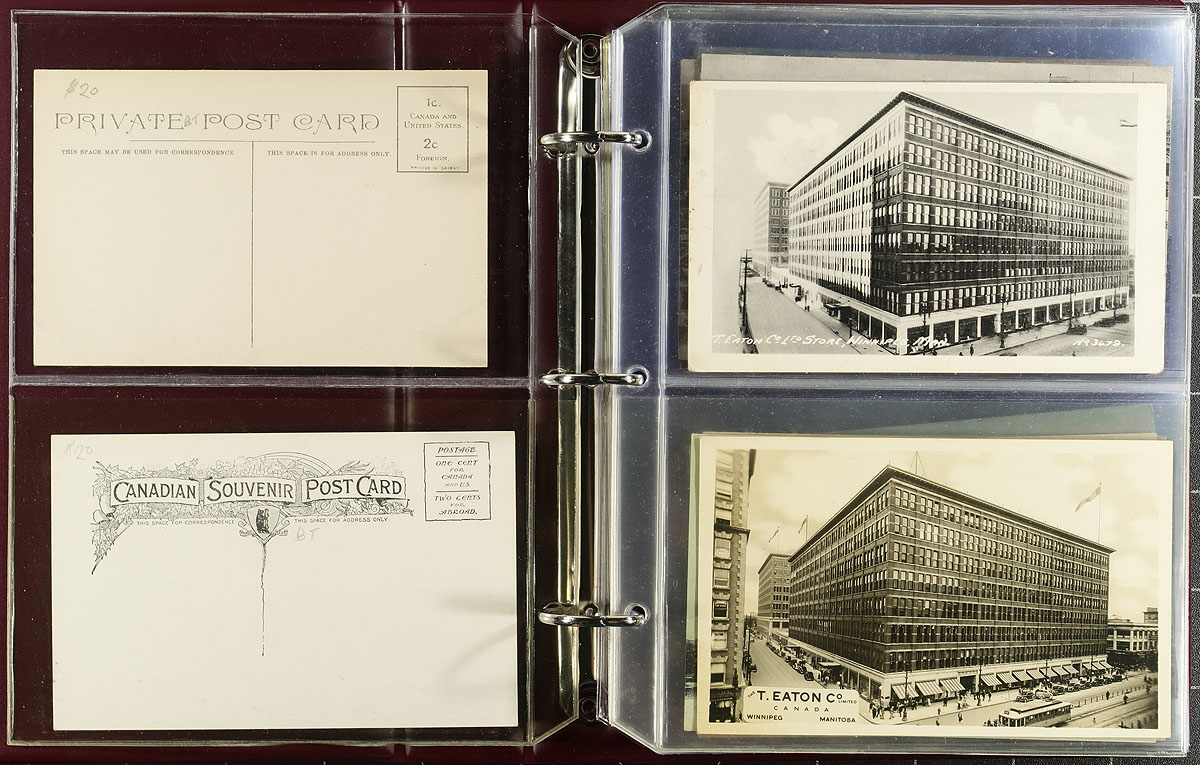 $20
PRIVATE POST CARD
THIS SPACE MAY BE USED FOR CORRESPONDENCE
THIS SPACE IS FOR ADDRESS ONLY.
1c.
CANADA AND
UNITED STATES
2c
FOREIGN.
$20
CANADIAN SOUVENIR POST CARD
THIS SPACE FOR CORRESPONDENCE
THIS SPACE FOR ADDRESS ONLY
BT
POSTAGE
ONE CENT
FOR
CANADA
AND U.S.
TWO CENTS
FOR
ABROAD.
T. EATON Co LTD STORE, WINNIPEG, MAN.
No 3479.
THE T. EATON Co LIMITED
CANADA
WINNIPEG MANITOBA